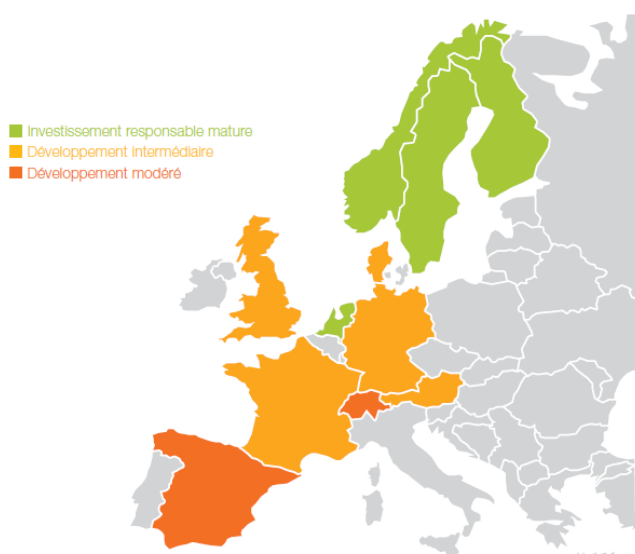 Investissement responsable mature
Développement intermédiaire
Développement modéré